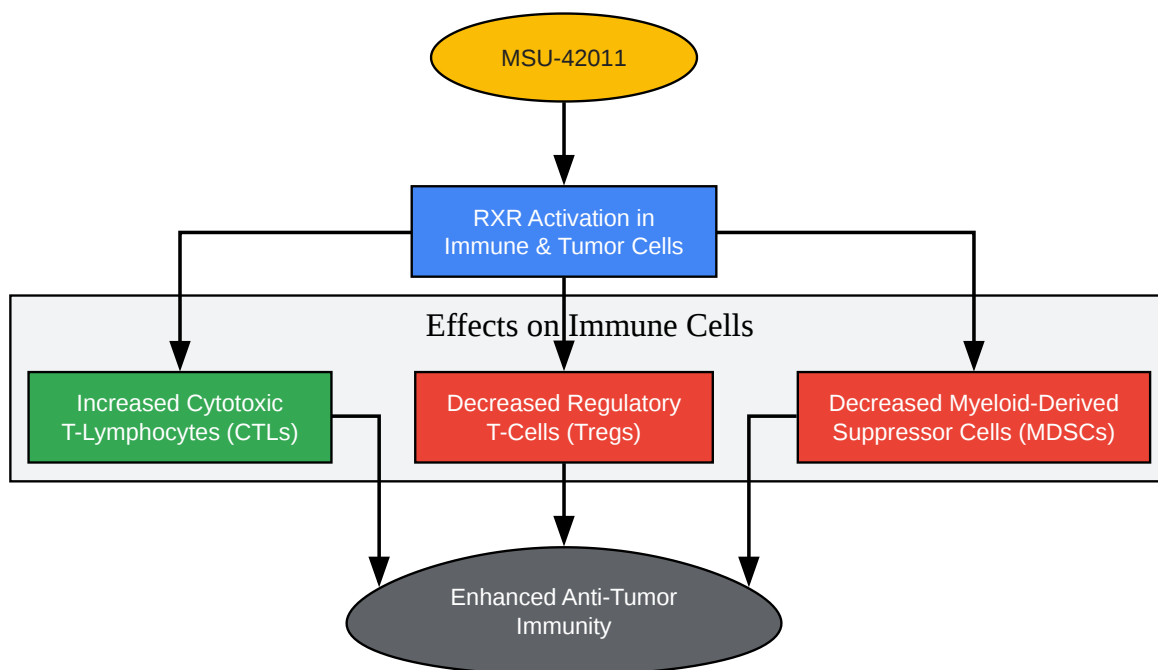 MSU-42011
RXR Activation in
Immune & Tumor Cells
Effects on Immune Cells
Increased Cytotoxic
T-Lymphocytes (CTLs)
Decreased Regulatory
T-Cells (Tregs)
Decreased Myeloid-Derived
Suppressor Cells (MDSCs)
Enhanced Anti-Tumor
Immunity